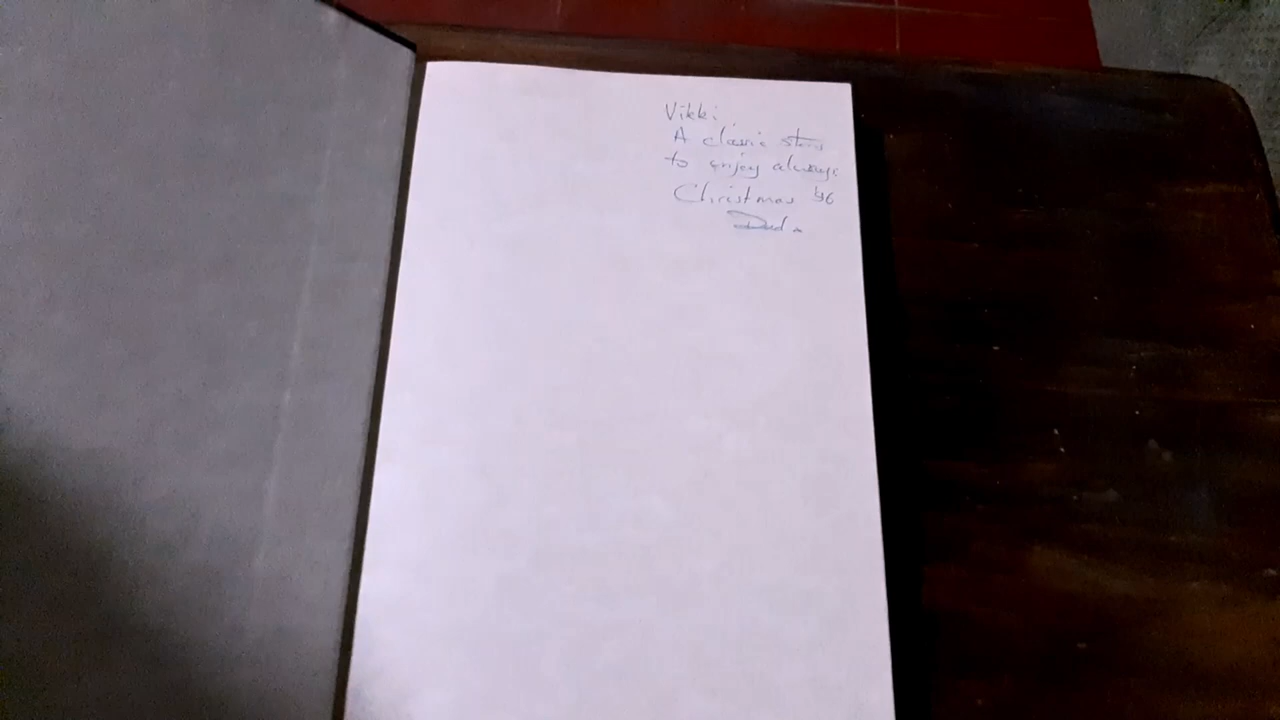 Vikki,
A classic story
to enjoy always.
Christmas '96
Dad